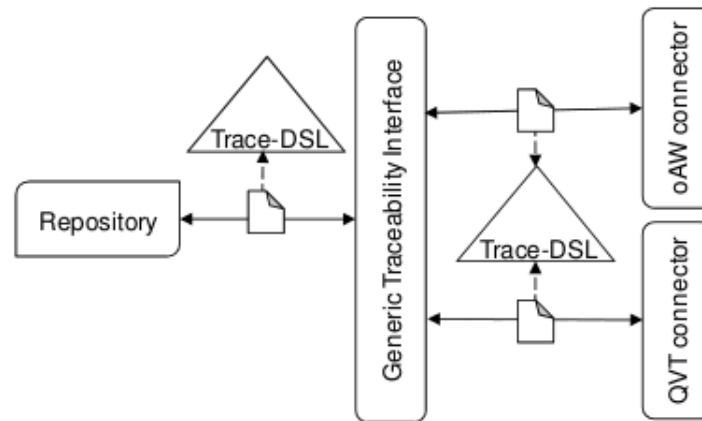 Trace-DSL
Repository
Generic Traceability Interface
Trace-DSL
oAW connector
QVT connector